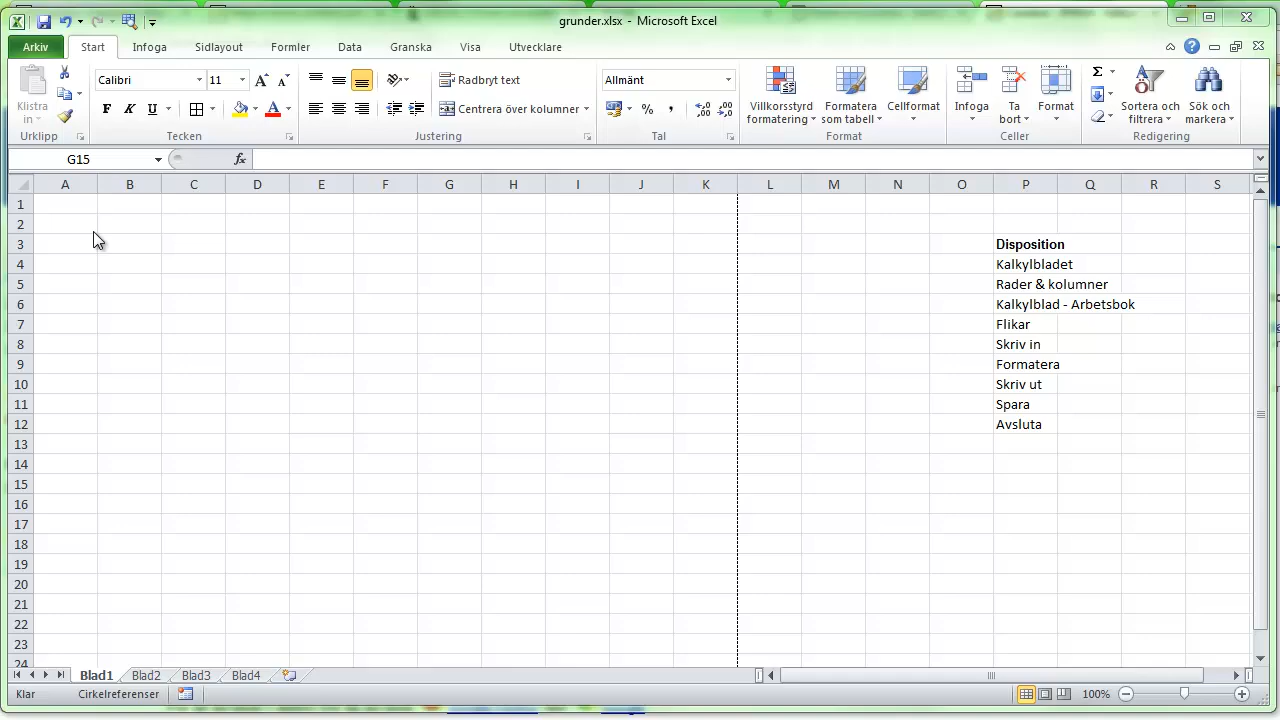 grunder.xlsx - Microsoft Excel
Arkiv Start Infoga Sidlayout Formler Data Granska Visa Utvecklare
Klistra in
Urklipp
Calibri 11
F K U
Tecken
Radbryt text
Centrera över kolumner
Justering
Allmänt
%
Tal
Villkorsstyrd formatering
Formatera som tabell
Cellformat
Format
Infoga
Ta bort
Format
Celler
Σ
Sortera och filtrera
Sök och markera
Redigering
G15 fx
A B C D E F G H I J K L M N O P Q R S
1
2
3 Disposition
4 Kalkylbladet
5 Rader & kolumner
6 Kalkylblad - Arbetsbok
7 Flikar
8 Skriv in
9 Formatera
10 Skriv ut
11 Spara
12 Avsluta
13
14
15
16
17
18
19
20
21
22
23
24
Blad1 Blad2 Blad3 Blad4
Klar Cirkelreferenser 100%